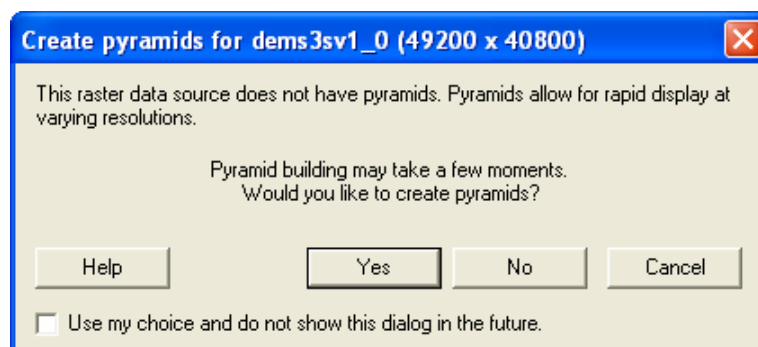 Create pyramids for dems3sv1_0 (49200 x 40800)
This raster data source does not have pyramids. Pyramids allow for rapid display at
varying resolutions.
Pyramid building may take a few moments.
Would you like to create pyramids?
Help
Yes
No
Cancel
Use my choice and do not show this dialog in the future.